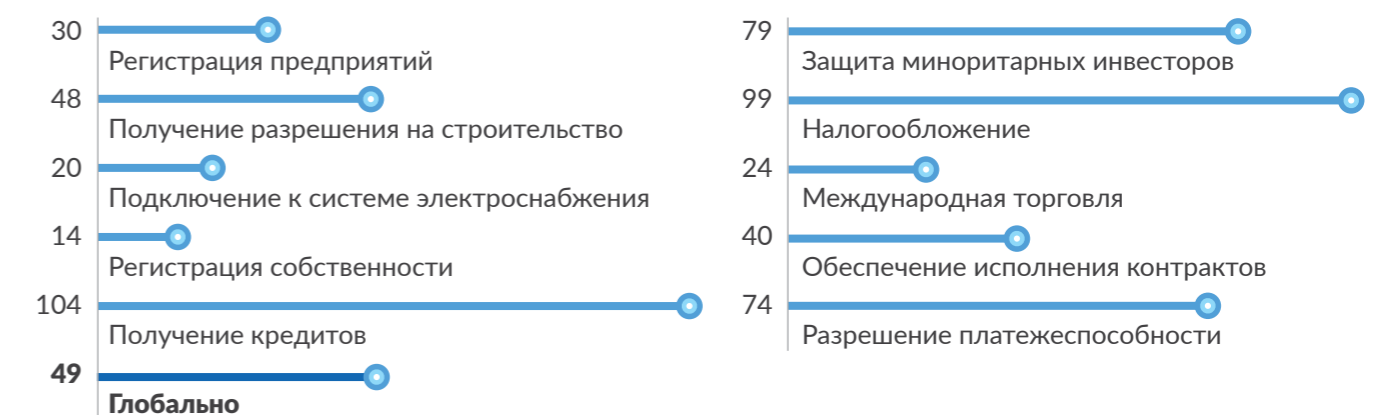 30
Регистрация предприятий
48
Получение разрешения на строительство
20
Подключение к системе электроснабжения
14
Регистрация собственности
104
Получение кредитов
49
Глобально
79
Защита миноритарных инвесторов
99
Налогообложение
24
Международная торговля
40
Обеспечение исполнения контрактов
74
Разрешение платежеспособности